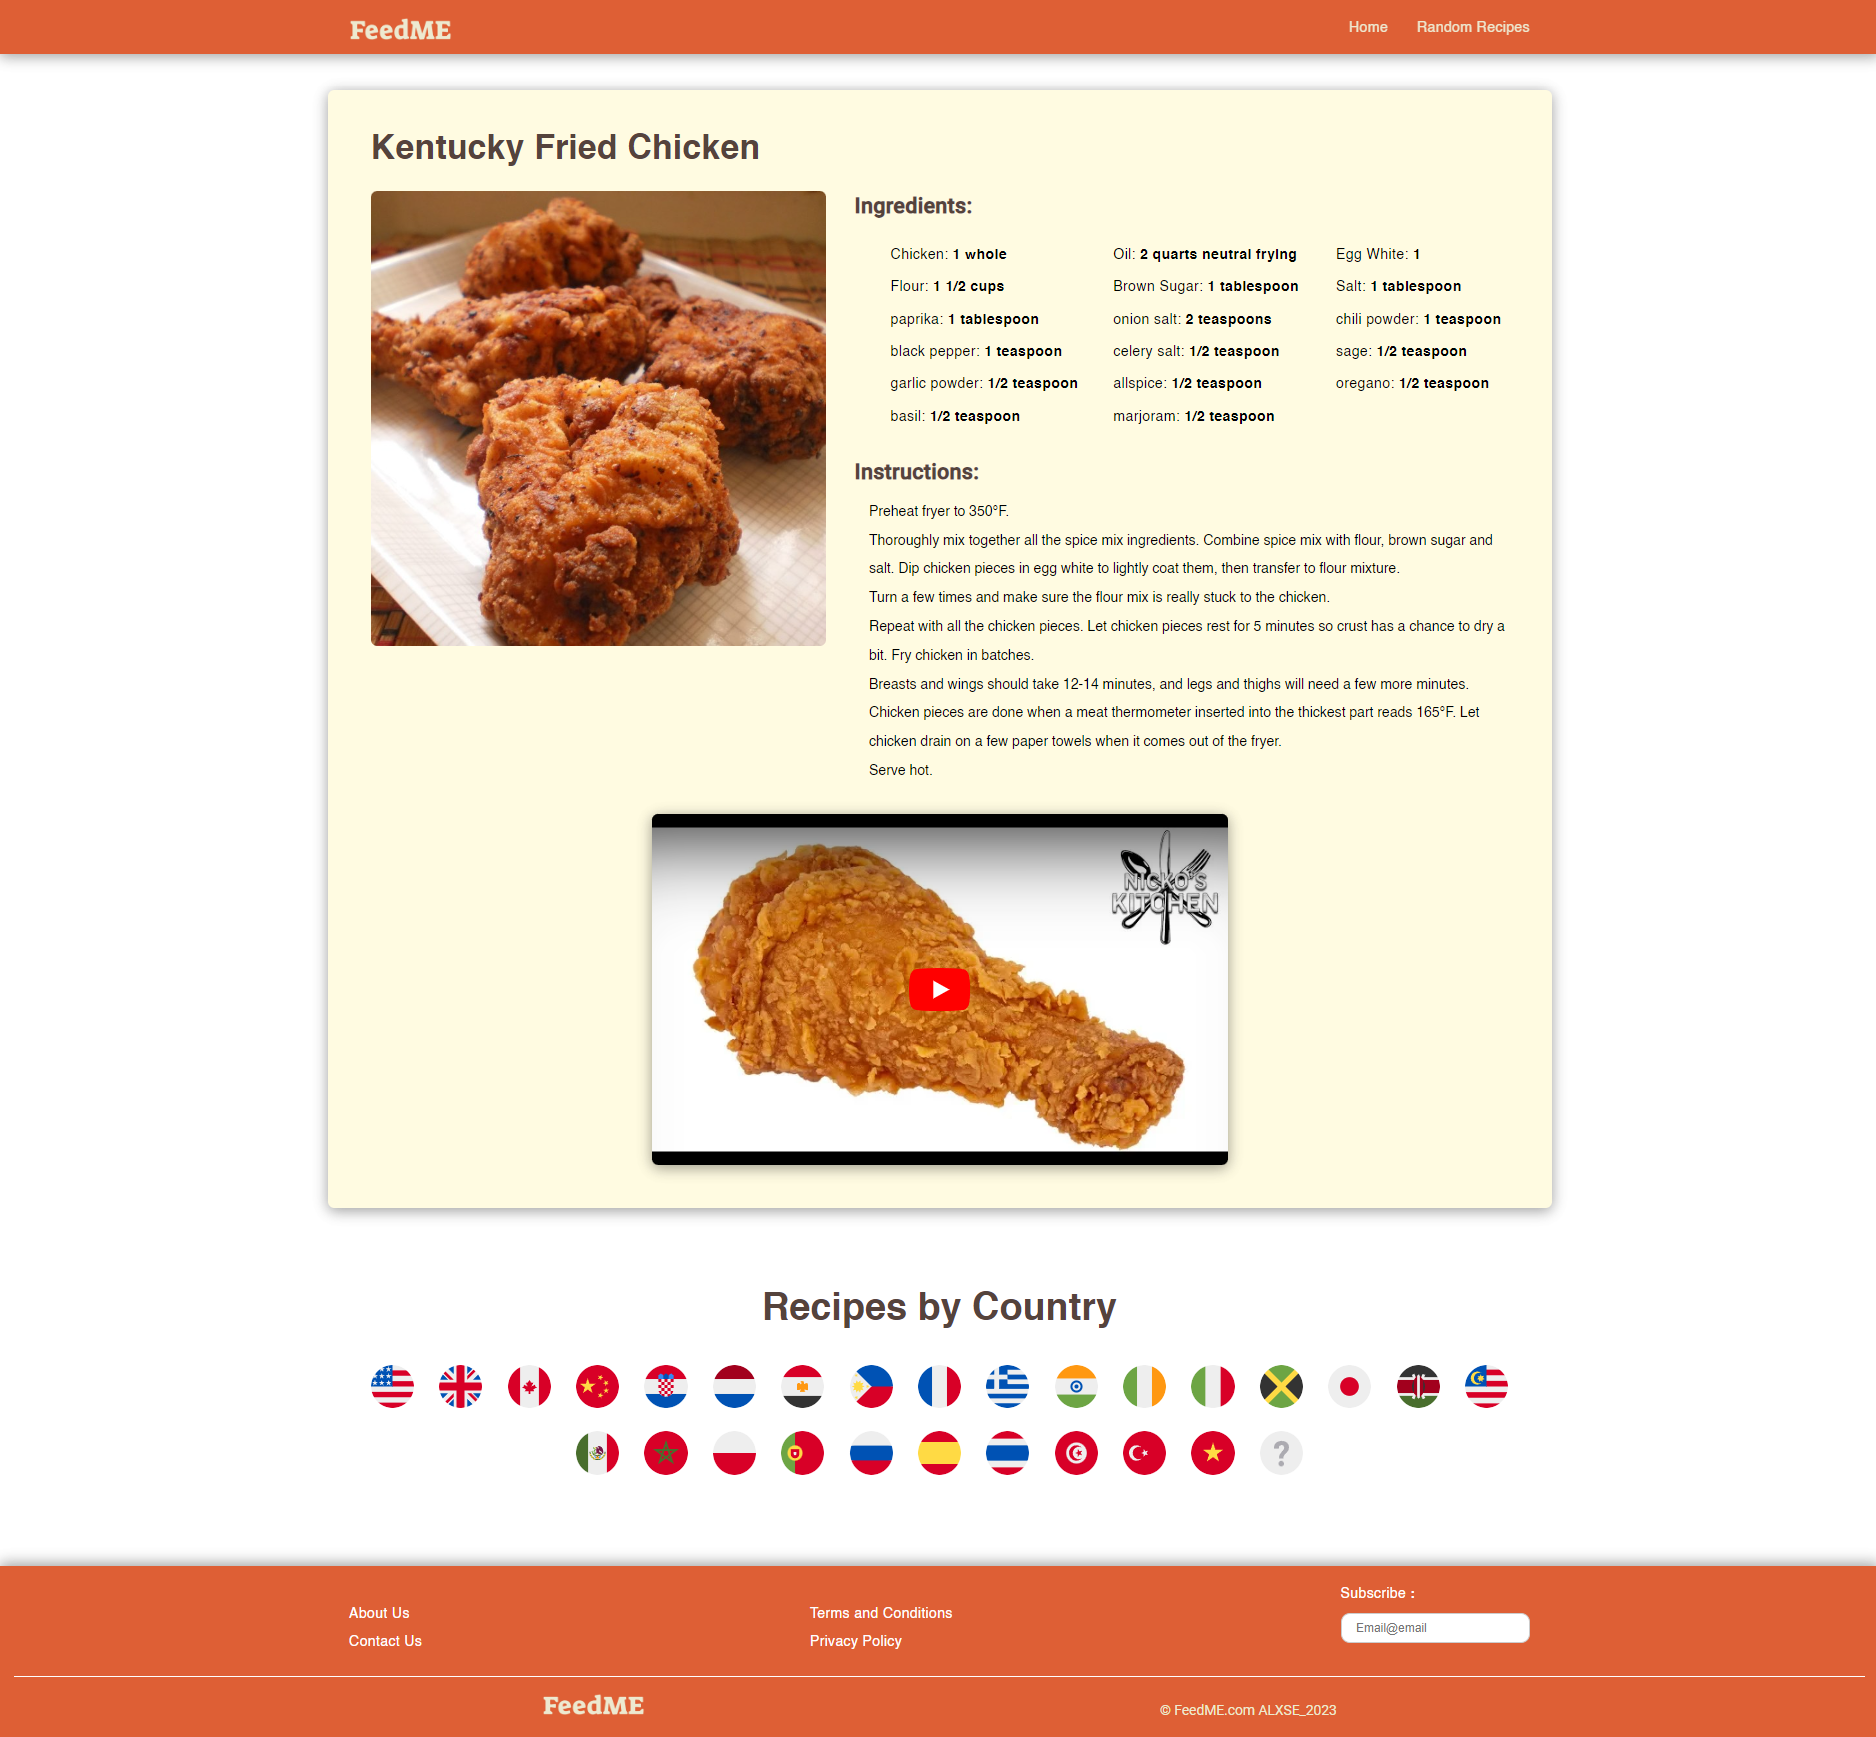 FeedME
Home
Random Recipes
Kentucky Fried Chicken
Ingredients:
Chicken: 1 whole
Oil: 2 quarts neutral frying
Egg White: 1
Flour: 1 1/2 cups
Brown Sugar: 1 tablespoon
Salt: 1 tablespoon
paprika: 1 tablespoon
onion salt: 2 teaspoons
chili powder: 1 teaspoon
black pepper: 1 teaspoon
celery salt: 1/2 teaspoon
sage: 1/2 teaspoon
garlic powder: 1/2 teaspoon
allspice: 1/2 teaspoon
oregano: 1/2 teaspoon
basil: 1/2 teaspoon
marjoram: 1/2 teaspoon
Instructions:
Preheat fryer to 350°F.
Thoroughly mix together all the spice mix ingredients. Combine spice mix with flour, brown sugar and
salt. Dip chicken pieces in egg white to lightly coat them, then transfer to flour mixture.
Turn a few times and make sure the flour mix is really stuck to the chicken.
Repeat with all the chicken pieces. Let chicken pieces rest for 5 minutes so crust has a chance to dry a
bit. Fry chicken in batches.
Breasts and wings should take 12-14 minutes, and legs and thighs will need a few more minutes.
Chicken pieces are done when a meat thermometer inserted into the thickest part reads 165°F. Let
chicken drain on a few paper towels when it comes out of the fryer.
Serve hot.
NICKO'S
KITCHEN
Recipes by Country
?
Subscribe :
About Us
Terms and Conditions
Email@email
Contact Us
Privacy Policy
FeedME
© FeedME.com ALXSE_2023